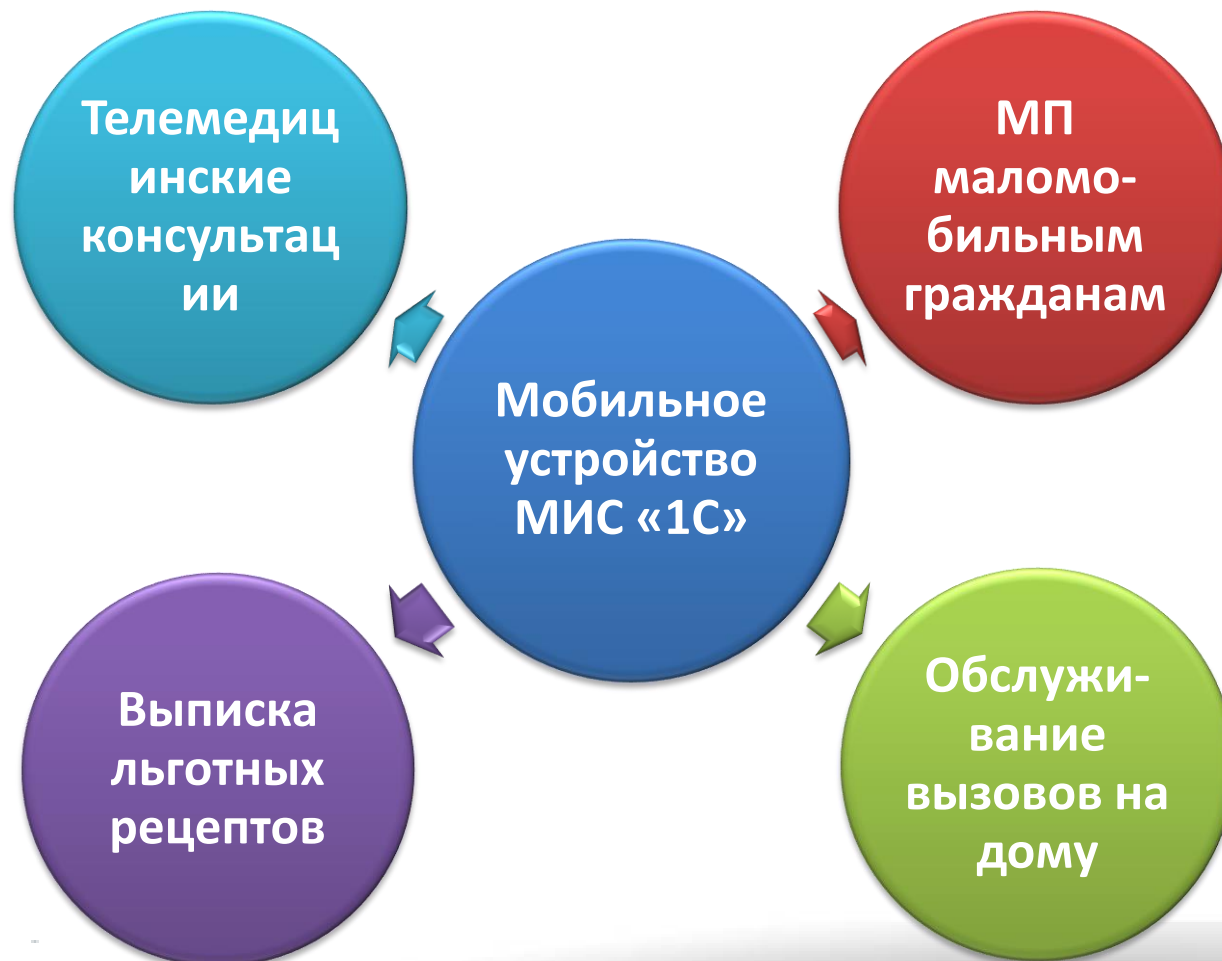 Телемедиц
инские
консультац
ии
МП
маломо-
бильным
гражданам
Мобильное
устройство
МИС «1С»
Выписка
льготных
рецептов
Обслужи-
вание
вызовов на
дому